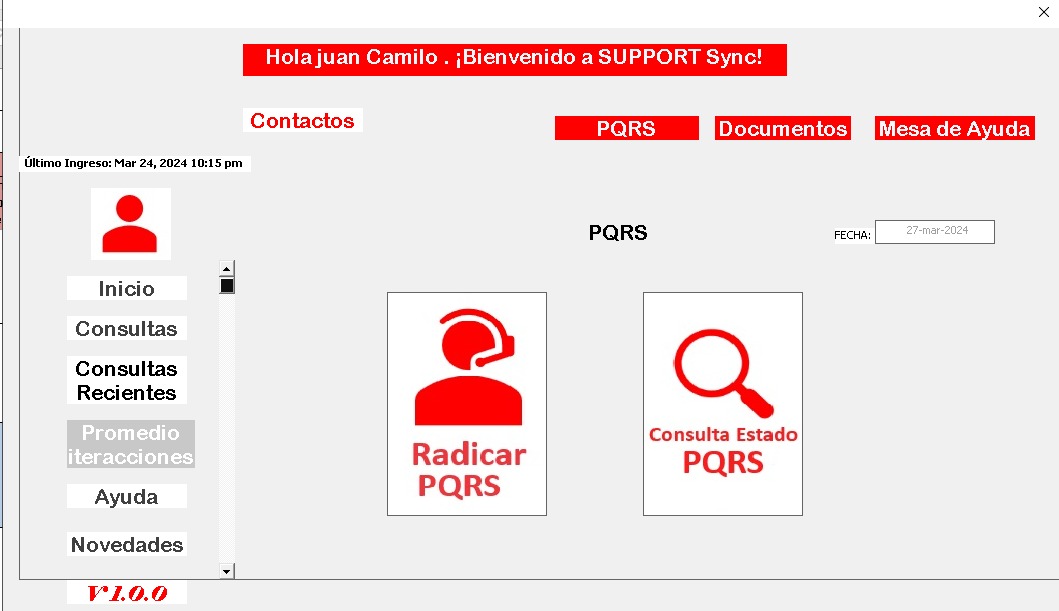 Hola juan Camilo . ¡Bienvenido a SUPPORT Sync!
Contactos
PQRS
Documentos
Mesa de Ayuda
Último Ingreso: Mar 24, 2024 10:15 pm
PQRS
FECHA:
27-mar-2024
Inicio
Consultas
Consultas
Recientes
Promedio
iteracciones
Ayuda
Novedades
V 1.0.0
Radicar
PQRS
Consulta Estado
PQRS